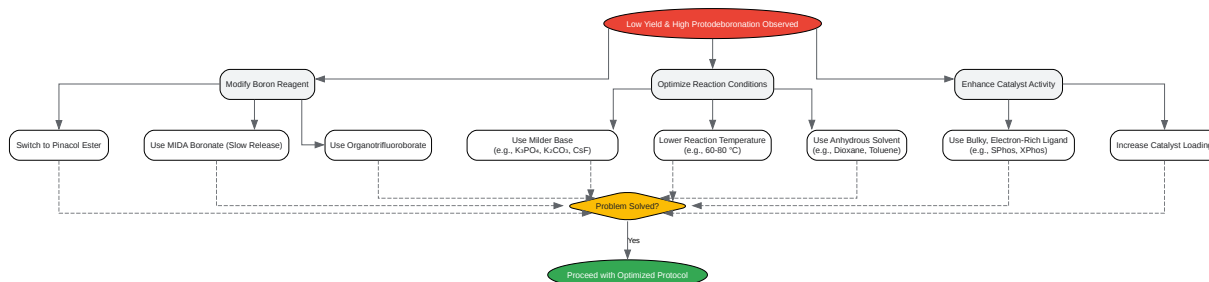 Low Yield & High Protodeboronation Observed
Modify Boron Reagent
Optimize Reaction Conditions
Enhance Catalyst Activity
Switch to Pinacol Ester
Use MIDA Boronate (Slow Release)
Use Organotrifluoroborate
Use Milder Base
(e.g., K₃PO₄, K₂CO₃, CsF)
Lower Reaction Temperature
(e.g., 60-80 °C)
Use Anhydrous Solvent
(e.g., Dioxane, Toluene)
Use Bulky, Electron-Rich Ligand
(e.g., SPhos, XPhos)
Increase Catalyst Loading
Problem Solved?
Yes
Proceed with Optimized Protocol